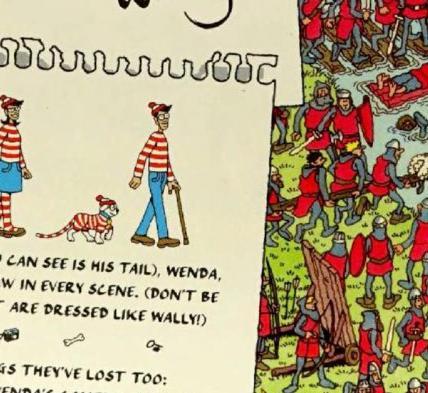 CAN SEE IS HIS TAIL), WENDA,
W IN EVERY SCENE. (DON'T BE
ARE DRESSED LIKE WALLY!)
GS THEY'VE LOST TOO: